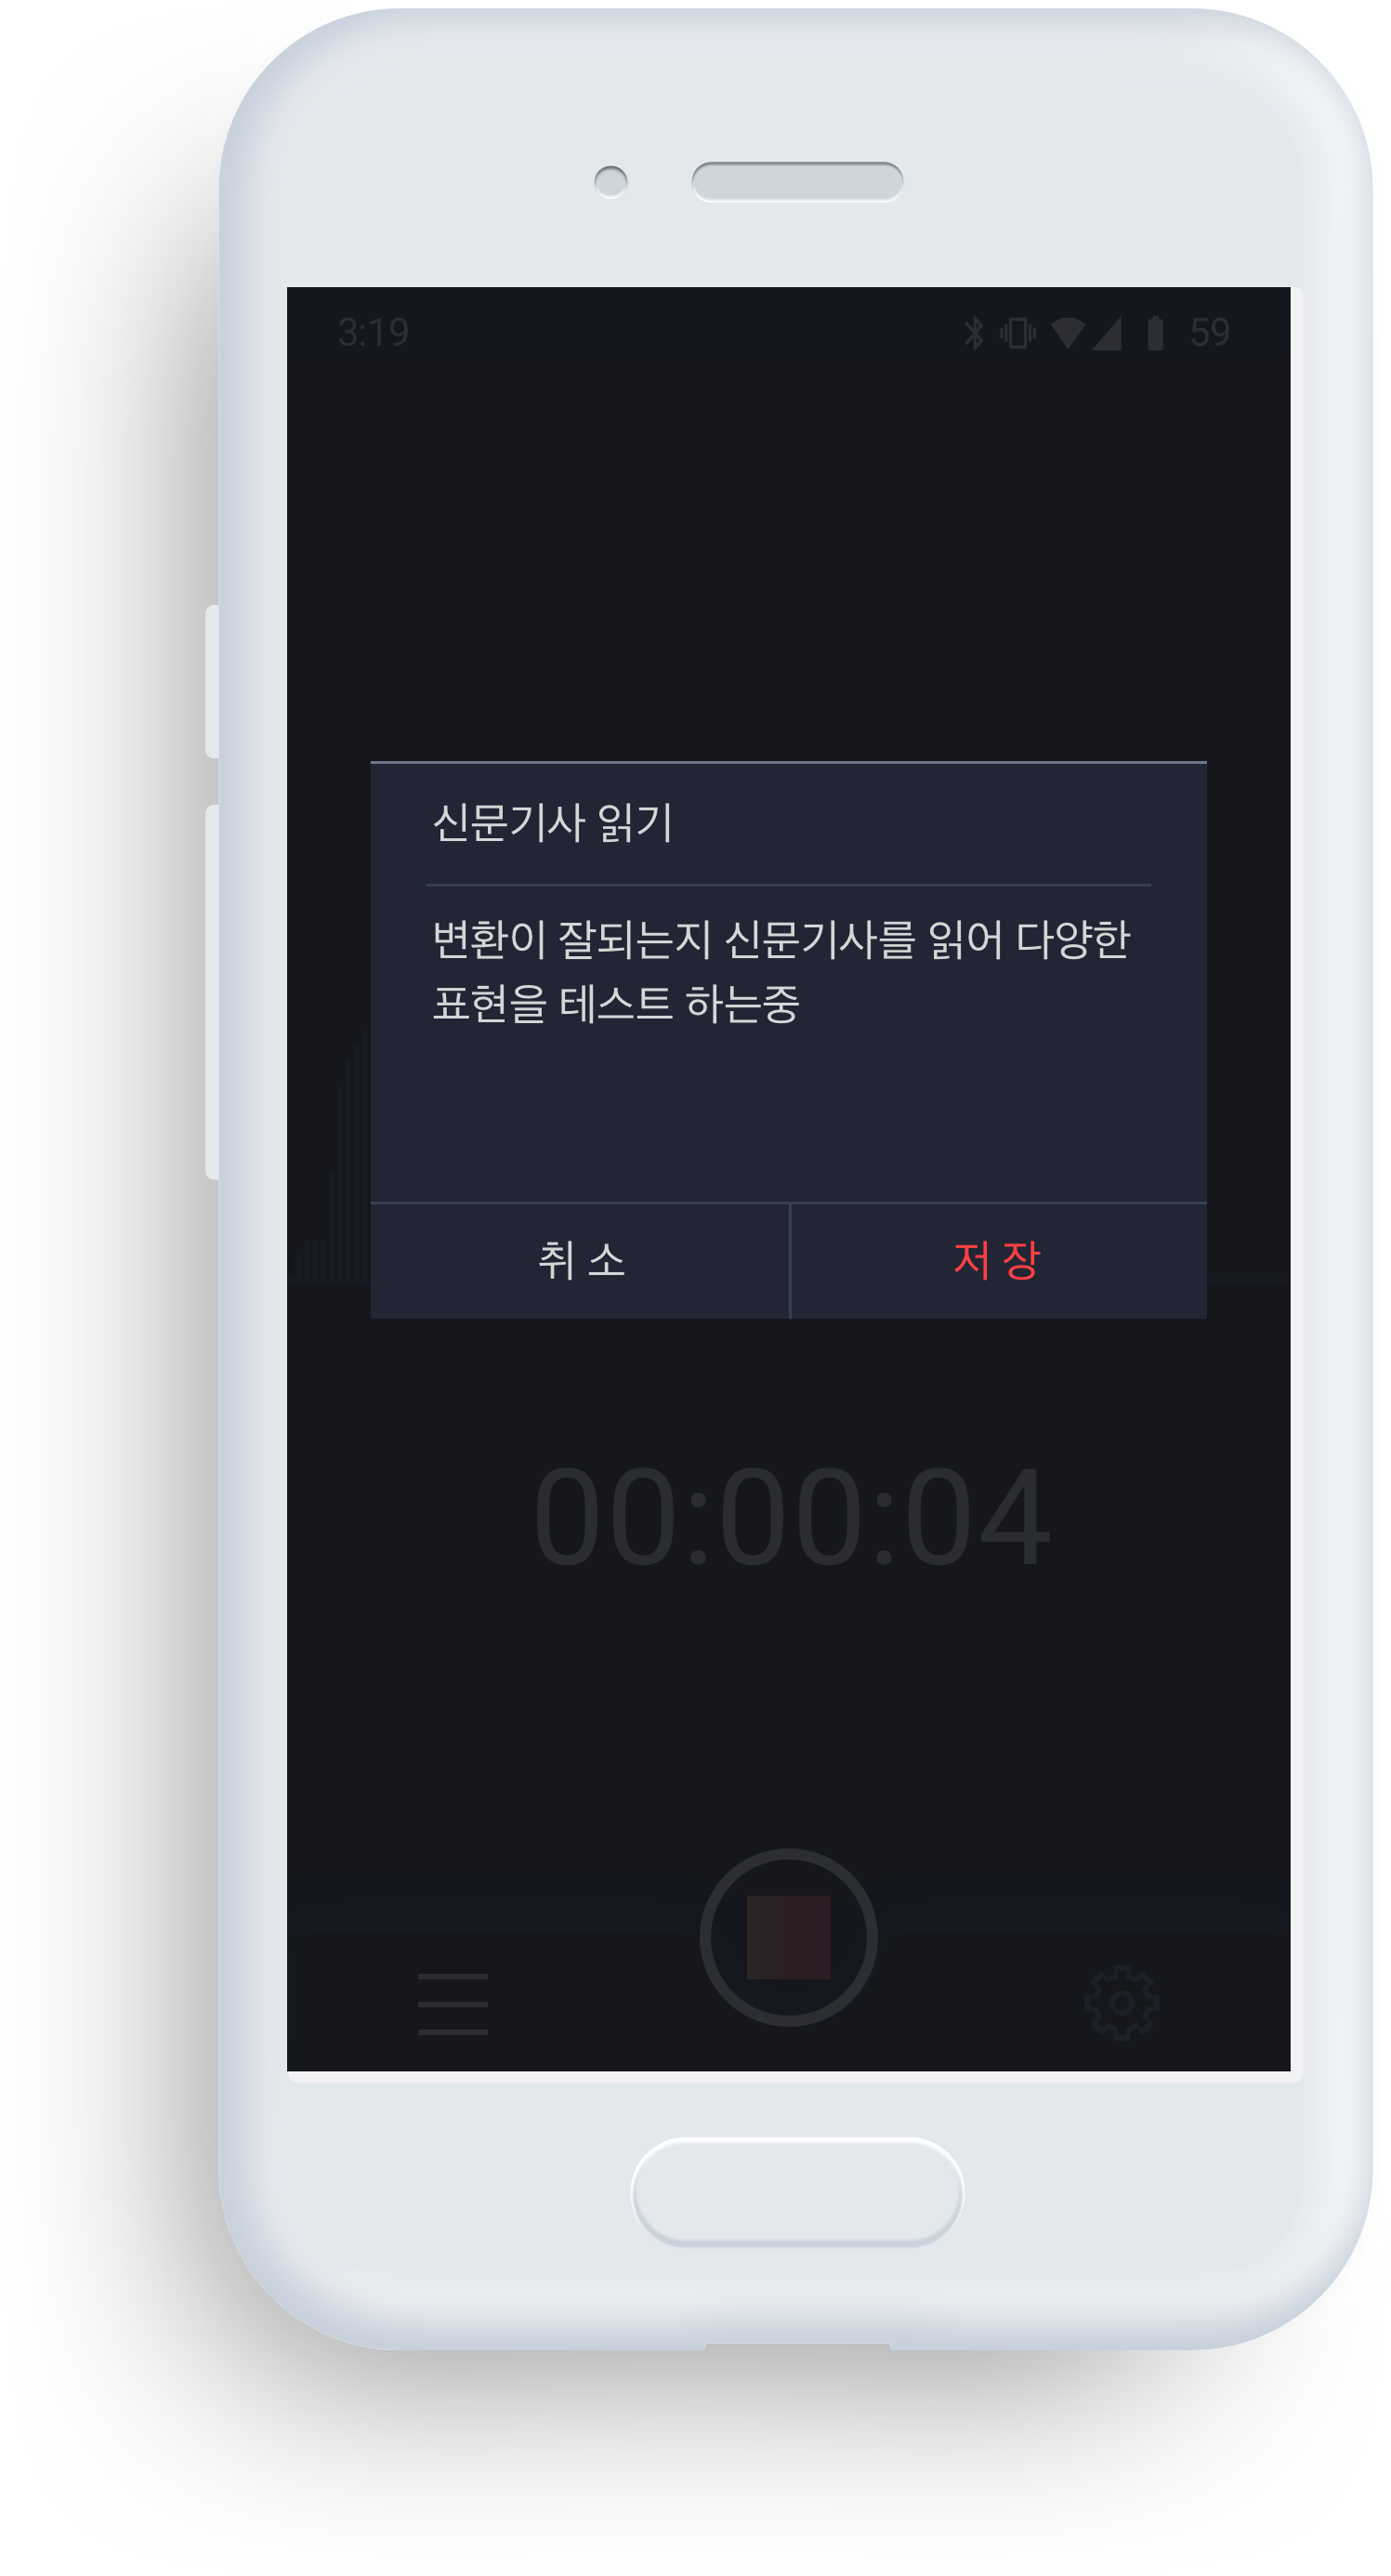 3:19 59
신문기사 읽기
변환이 잘되는지 신문기사를 읽어 다양한
표현을 테스트 하는중
취소 저장
00:00:04